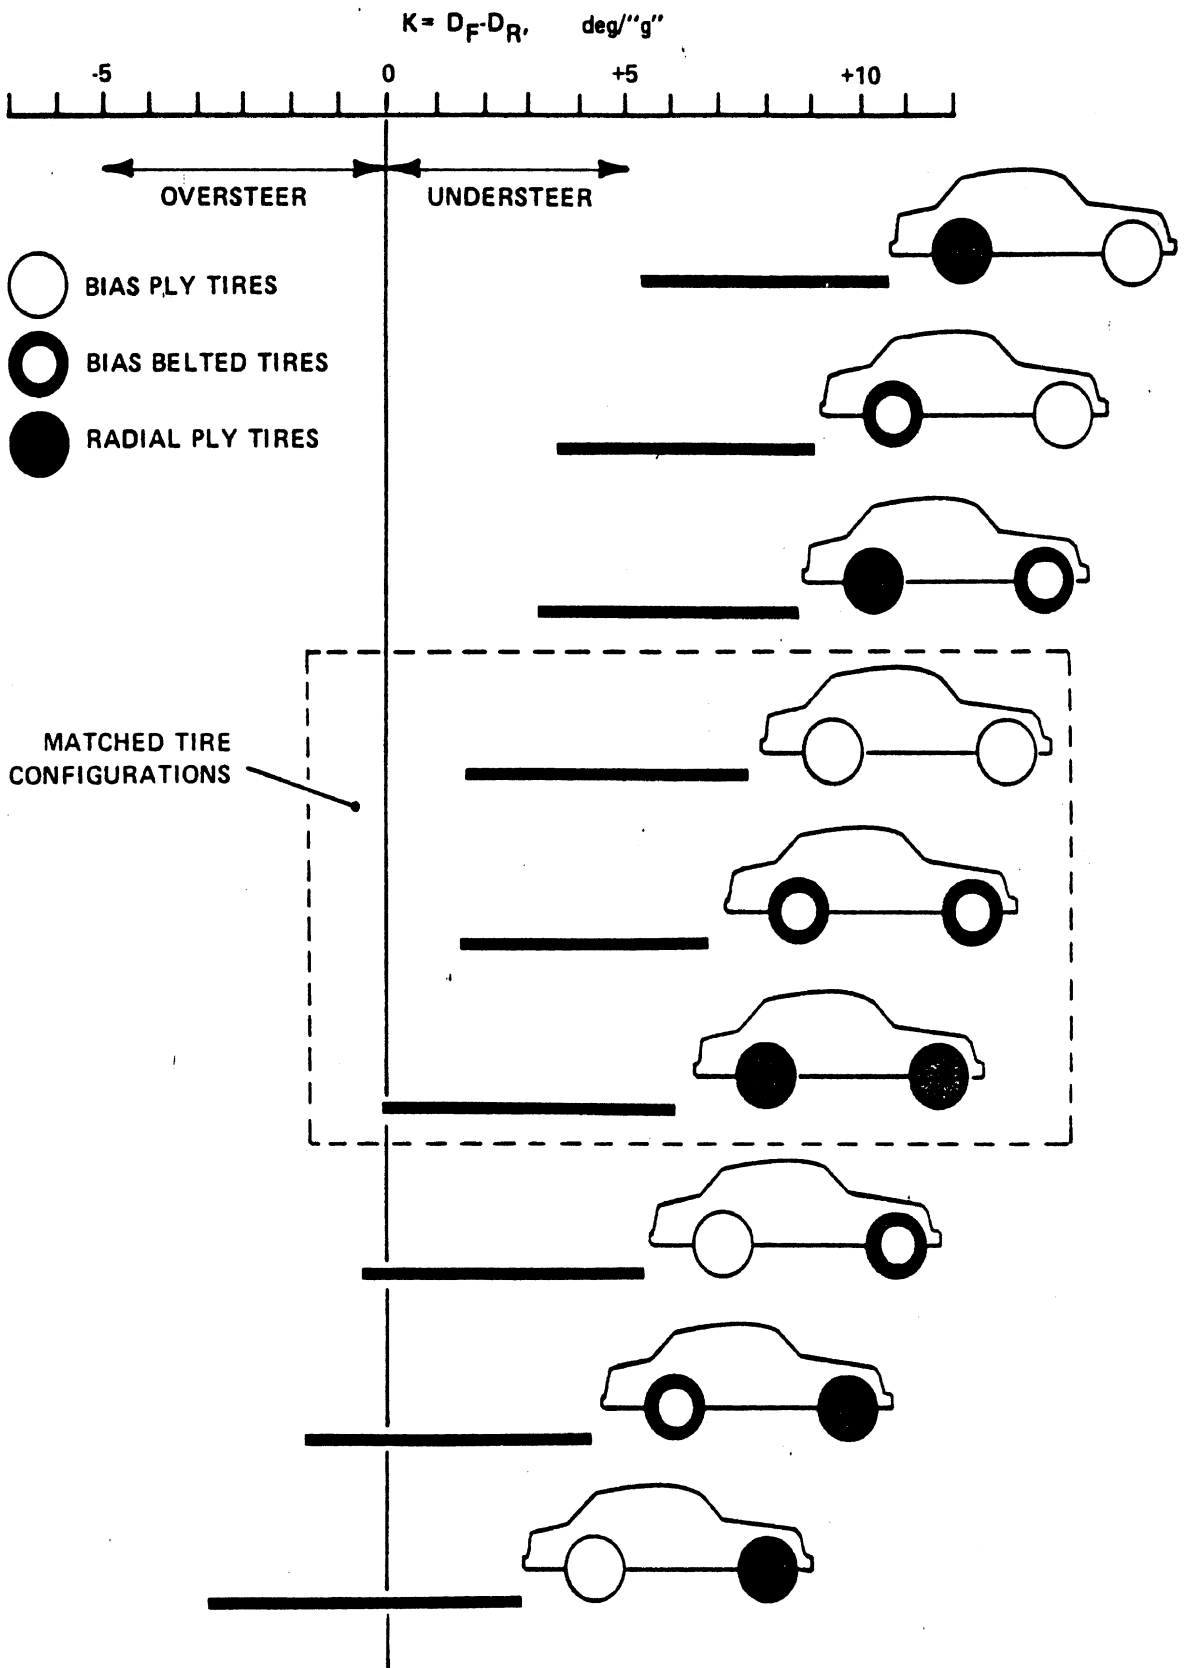 K= DF-DR, deg/"g"
-5 0 +5 +10
OVERSTEER UNDERSTEER
BIAS PLY TIRES
BIAS BELTED TIRES
RADIAL PLY TIRES
MATCHED TIRE
CONFIGURATIONS